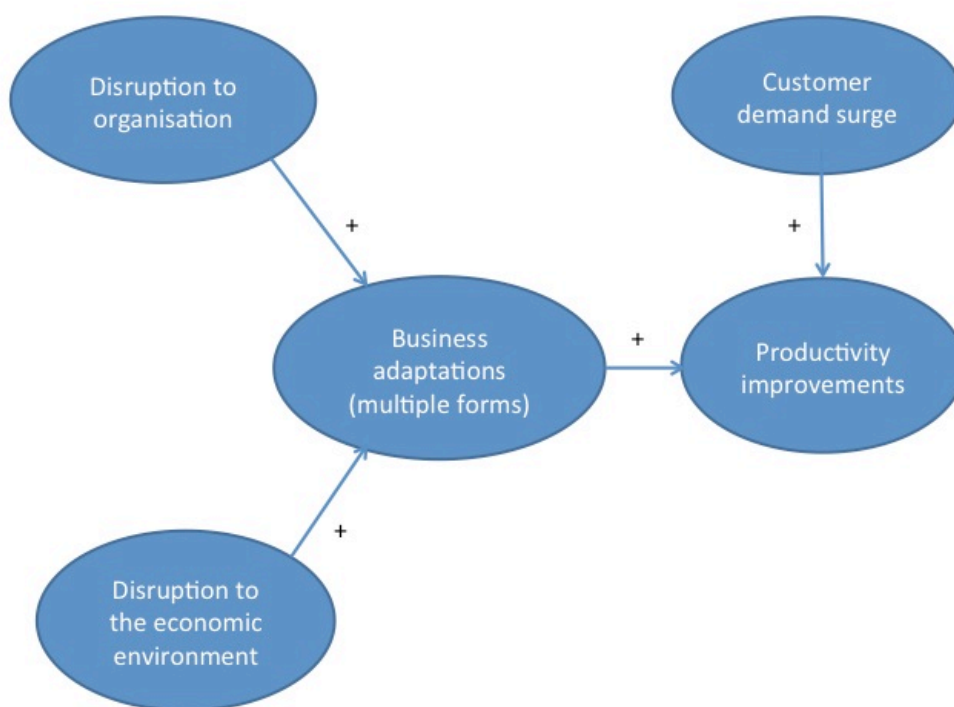 Disruption to
organisation
Customer
demand surge
+
+
Business
adaptations
(multiple forms)
+
Productivity
improvements
+
Disruption to
the economic
environment